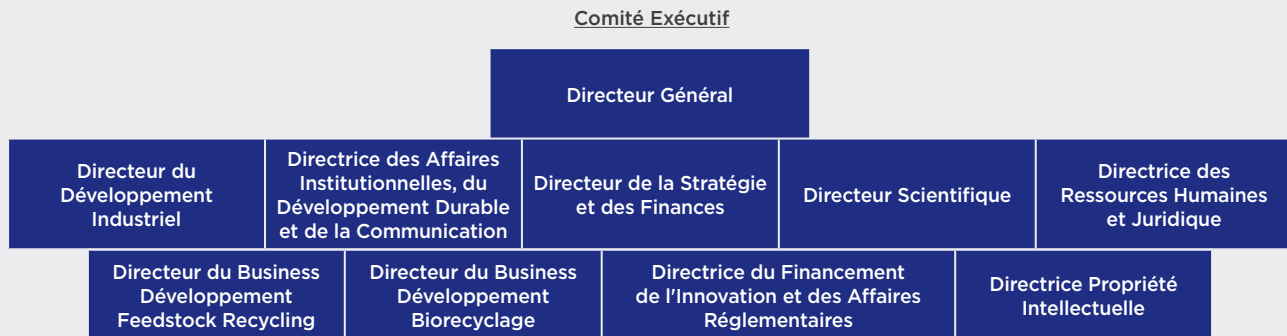 Comité Exécutif
Directeur Général
Directeur du
Développement
Industriel
Directrice des Affaires
Institutionnelles, du
Développement Durable
et de la Communication
Directeur de la Stratégie
et des Finances
Directeur Scientifique
Directrice des
Ressources Humaines
et Juridique
Directeur du Business
Développement
Feedstock Recycling
Directeur du Business
Développement
Biorecyclage
Directrice du Financement
de l'Innovation et des Affaires
Réglementaires
Directrice Propriété
Intellectuelle